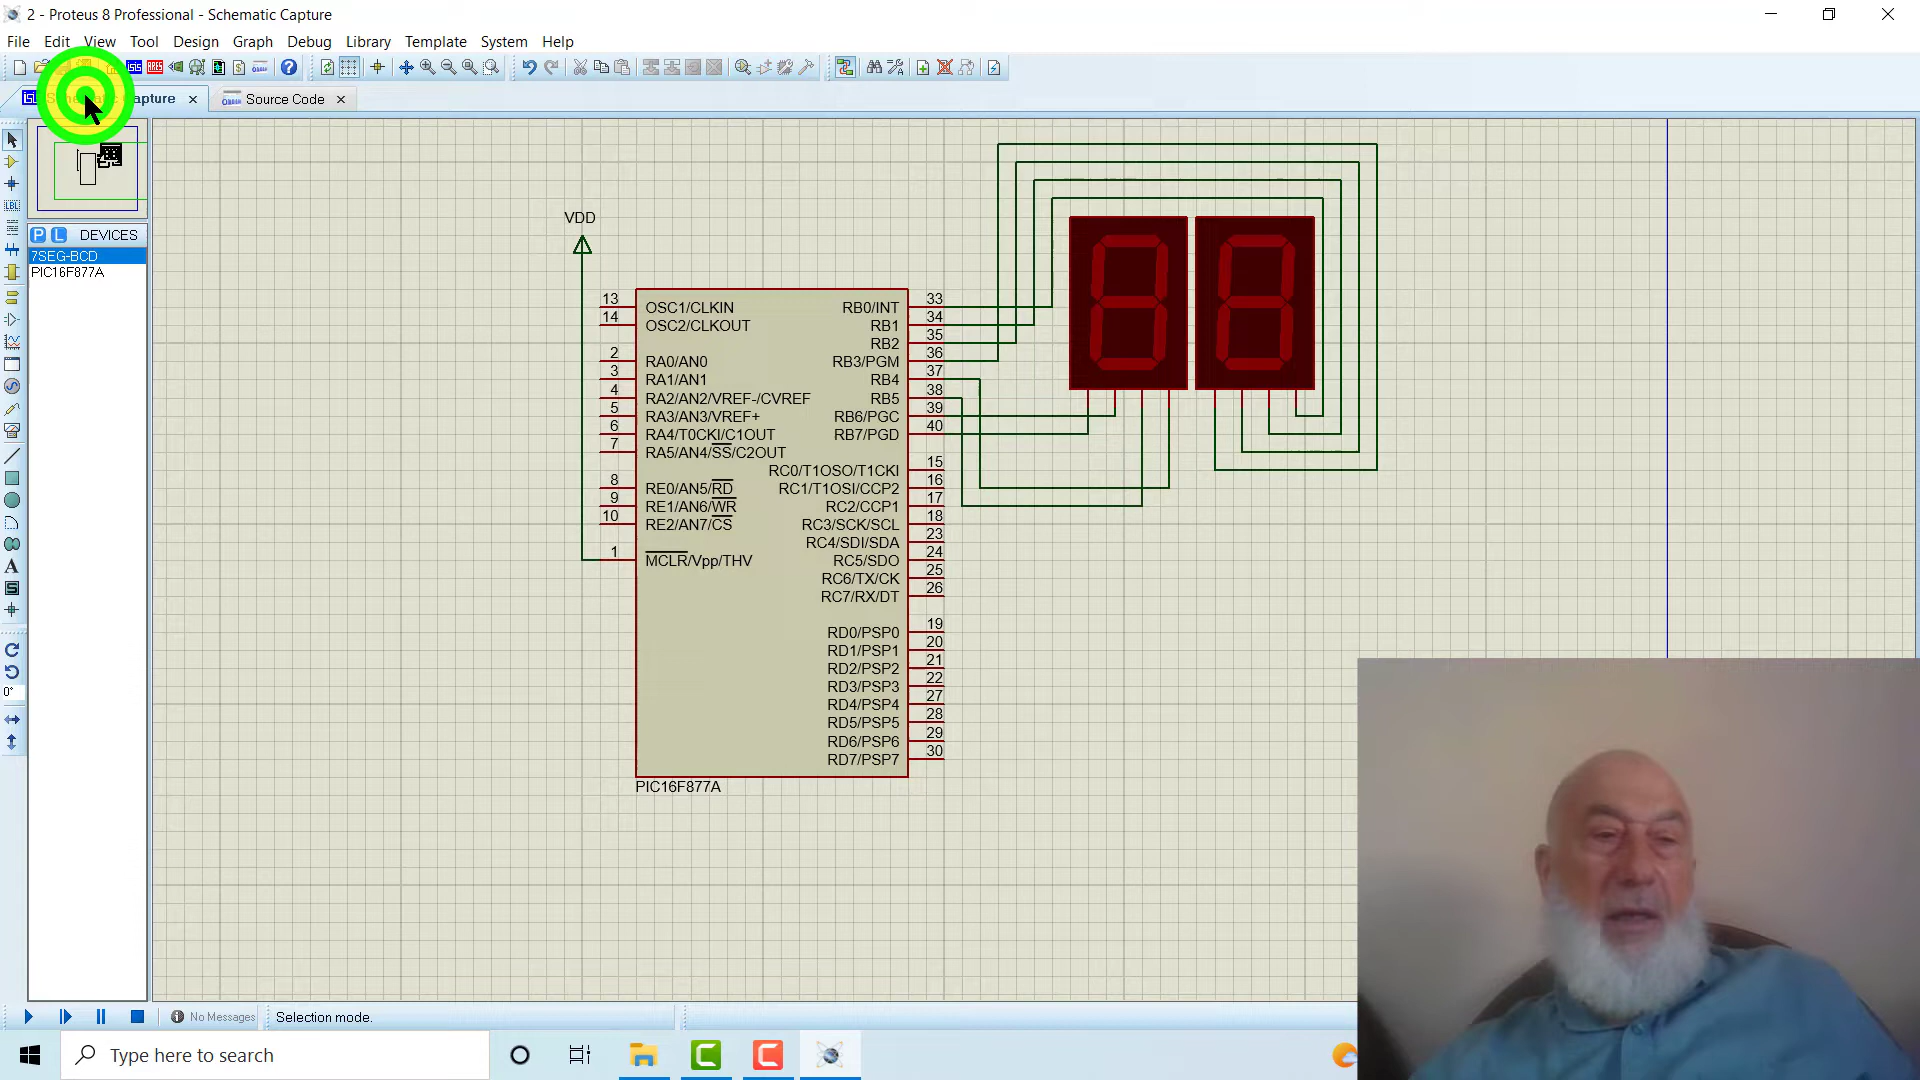 2 - Proteus 8 Professional - Schematic Capture
File Edit View Tool Design Graph Debug Library Template System Help
Capture
Source Code
P L DEVICES
7SEG-BCD
PIC16F877A
LBL
A
S
0°
VDD
13 OSC1/CLKIN
14 OSC2/CLKOUT
2 RA0/AN0
3 RA1/AN1
4 RA2/AN2/VREF-/CVREF
5 RA3/AN3/VREF+
6 RA4/T0CKI/C1OUT
7 RA5/AN4/SS/C2OUT
8 RE0/AN5/RD
9 RE1/AN6/WR
10 RE2/AN7/CS
1 MCLR/Vpp/THV
RB0/INT 33
RB1 34
RB2 35
RB3/PGM 36
RB4 37
RB5 38
RB6/PGC 39
RB7/PGD 40
RC0/T1OSO/T1CKI 15
RC1/T1OSI/CCP2 16
RC2/CCP1 17
RC3/SCK/SCL 18
RC4/SDI/SDA 23
RC5/SDO 24
RC6/TX/CK 25
RC7/RX/DT 26
RD0/PSP0 19
RD1/PSP1 20
RD2/PSP2 21
RD3/PSP3 22
RD4/PSP4 27
RD5/PSP5 28
RD6/PSP6 29
RD7/PSP7 30
PIC16F877A
No Messages
Selection mode.
Type here to search